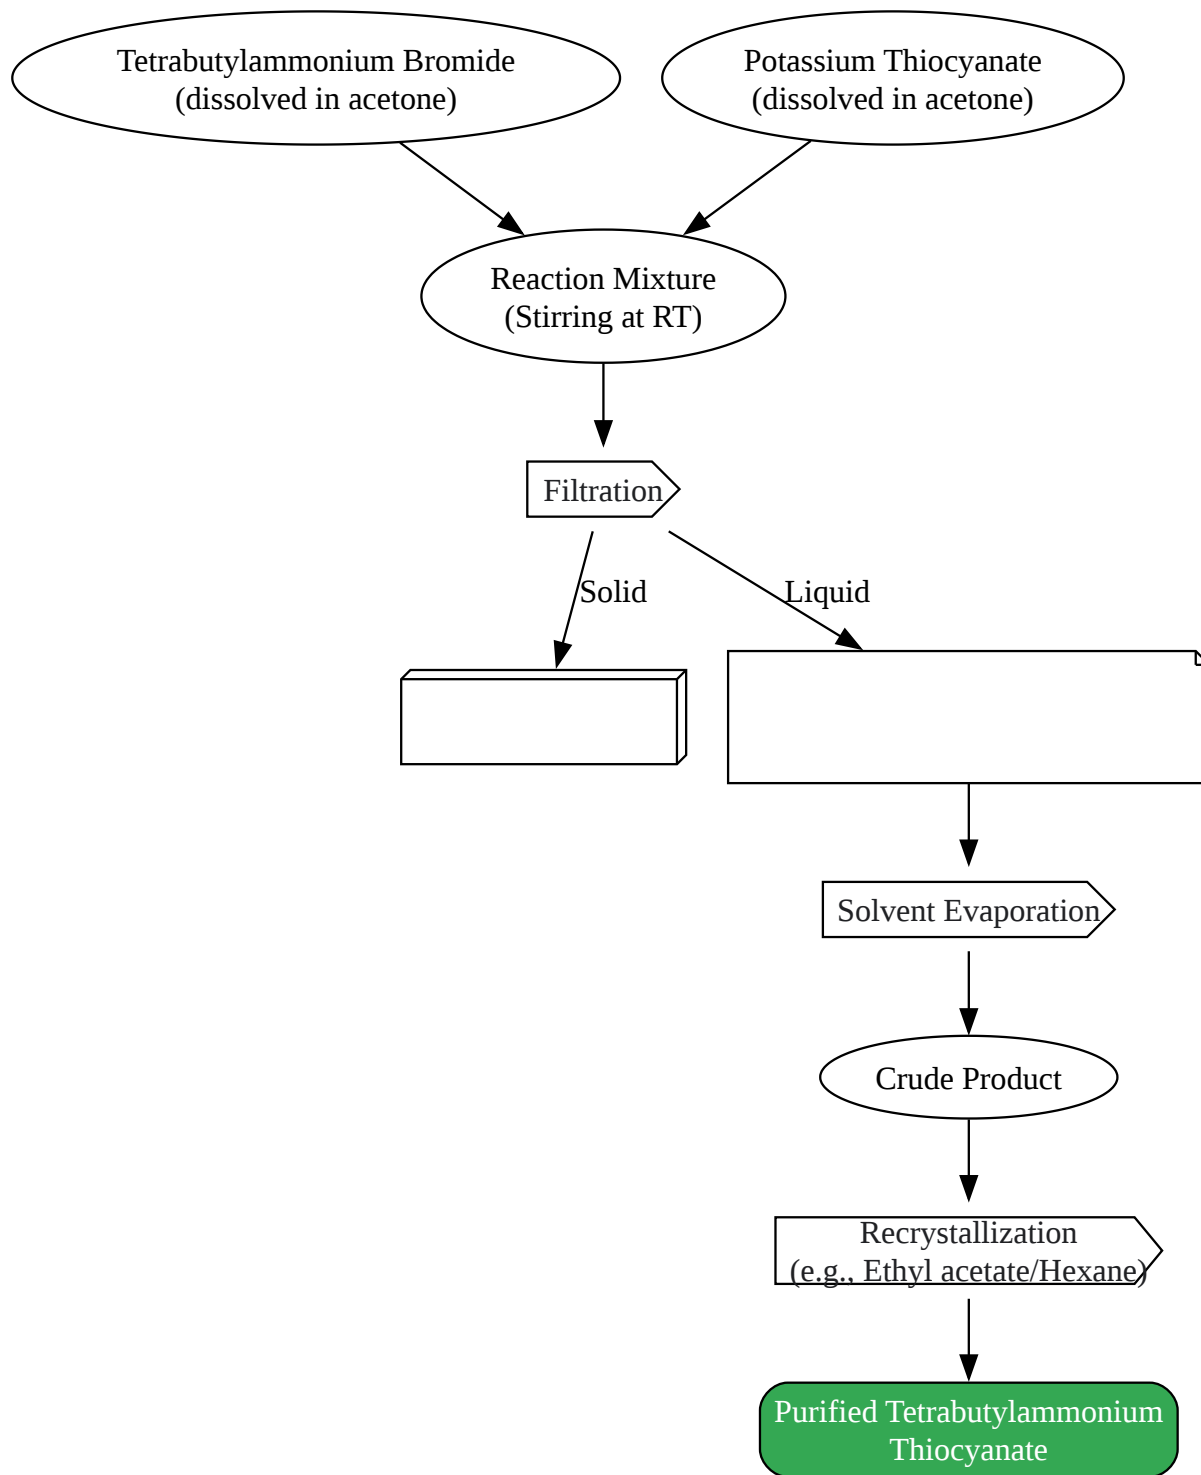 Tetrabutylammonium Bromide
(dissolved in acetone)
Potassium Thiocyanate
(dissolved in acetone)
Reaction Mixture
(Stirring at RT)
Filtration
Solid
Liquid
Solvent Evaporation
Crude Product
Recrystallization
(e.g., Ethyl acetate/Hexane)
Purified Tetrabutylammonium
Thiocyanate